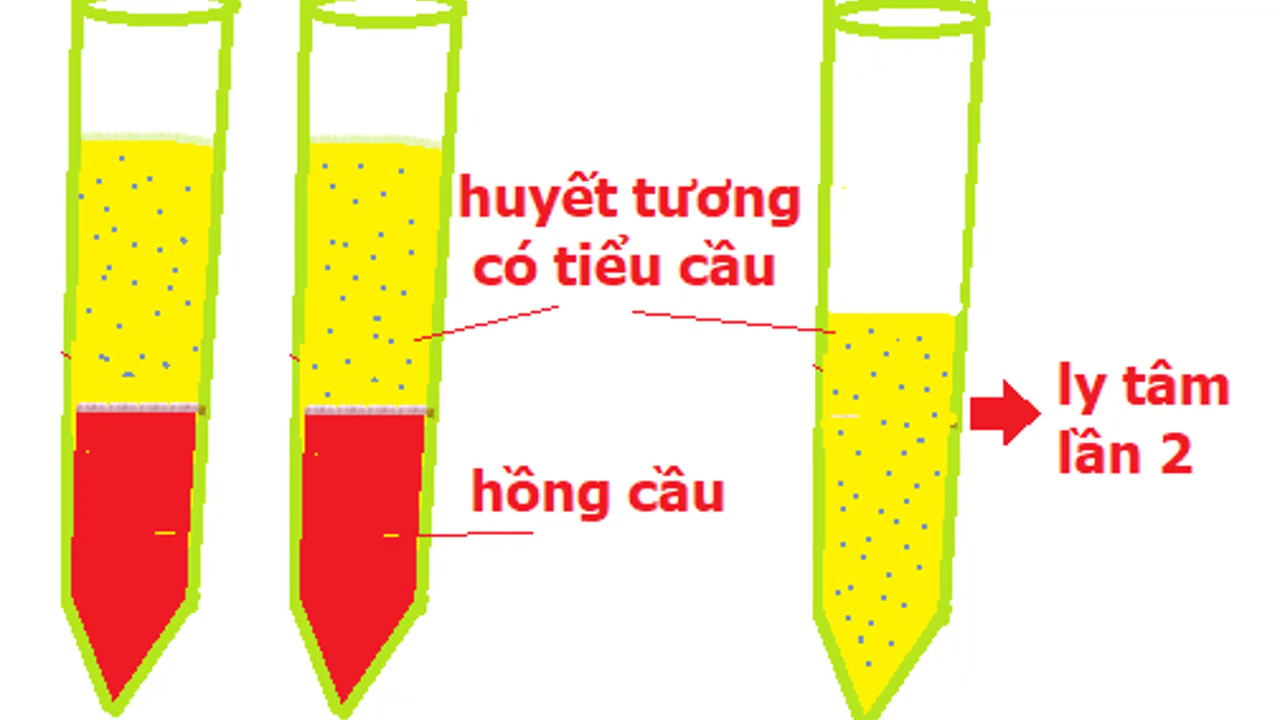 huyết tương
có tiểu cầu
hồng cầu
ly tâm
lần 2